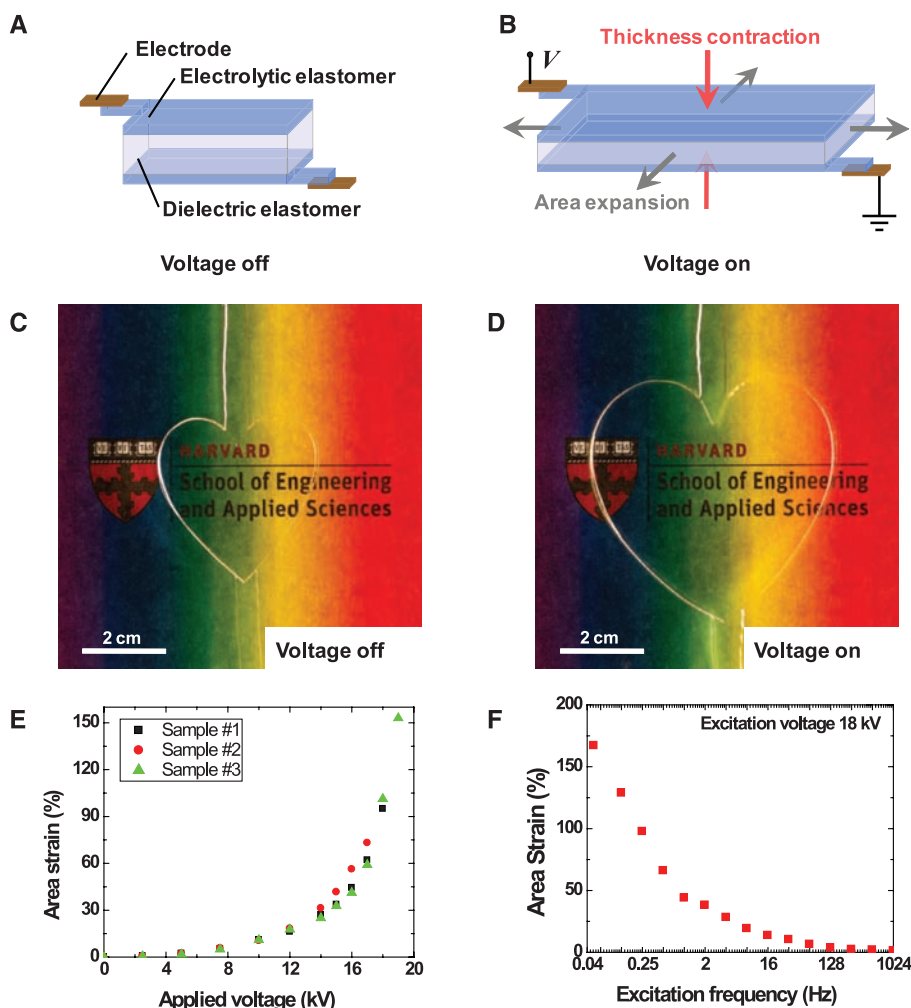 A
Electrode
Electrolytic elastomer
Dielectric elastomer
Voltage off
B
V
Thickness contraction
Area expansion
Voltage on
C
HARVARD
School of Engineering
and Applied Sciences
2 cm
Voltage off
D
HARVARD
School of Engineering
and Applied Sciences
2 cm
Voltage on
E
150
120
90
60
30
0
0 4 8 12 16 20
Area strain (%)
Applied voltage (kV)
Sample #1
Sample #2
Sample #3
F
Excitation voltage 18 kV
200
150
100
50
0
0.04 0.25 2 16 128 1024
Area Strain (%)
Excitation frequency (Hz)